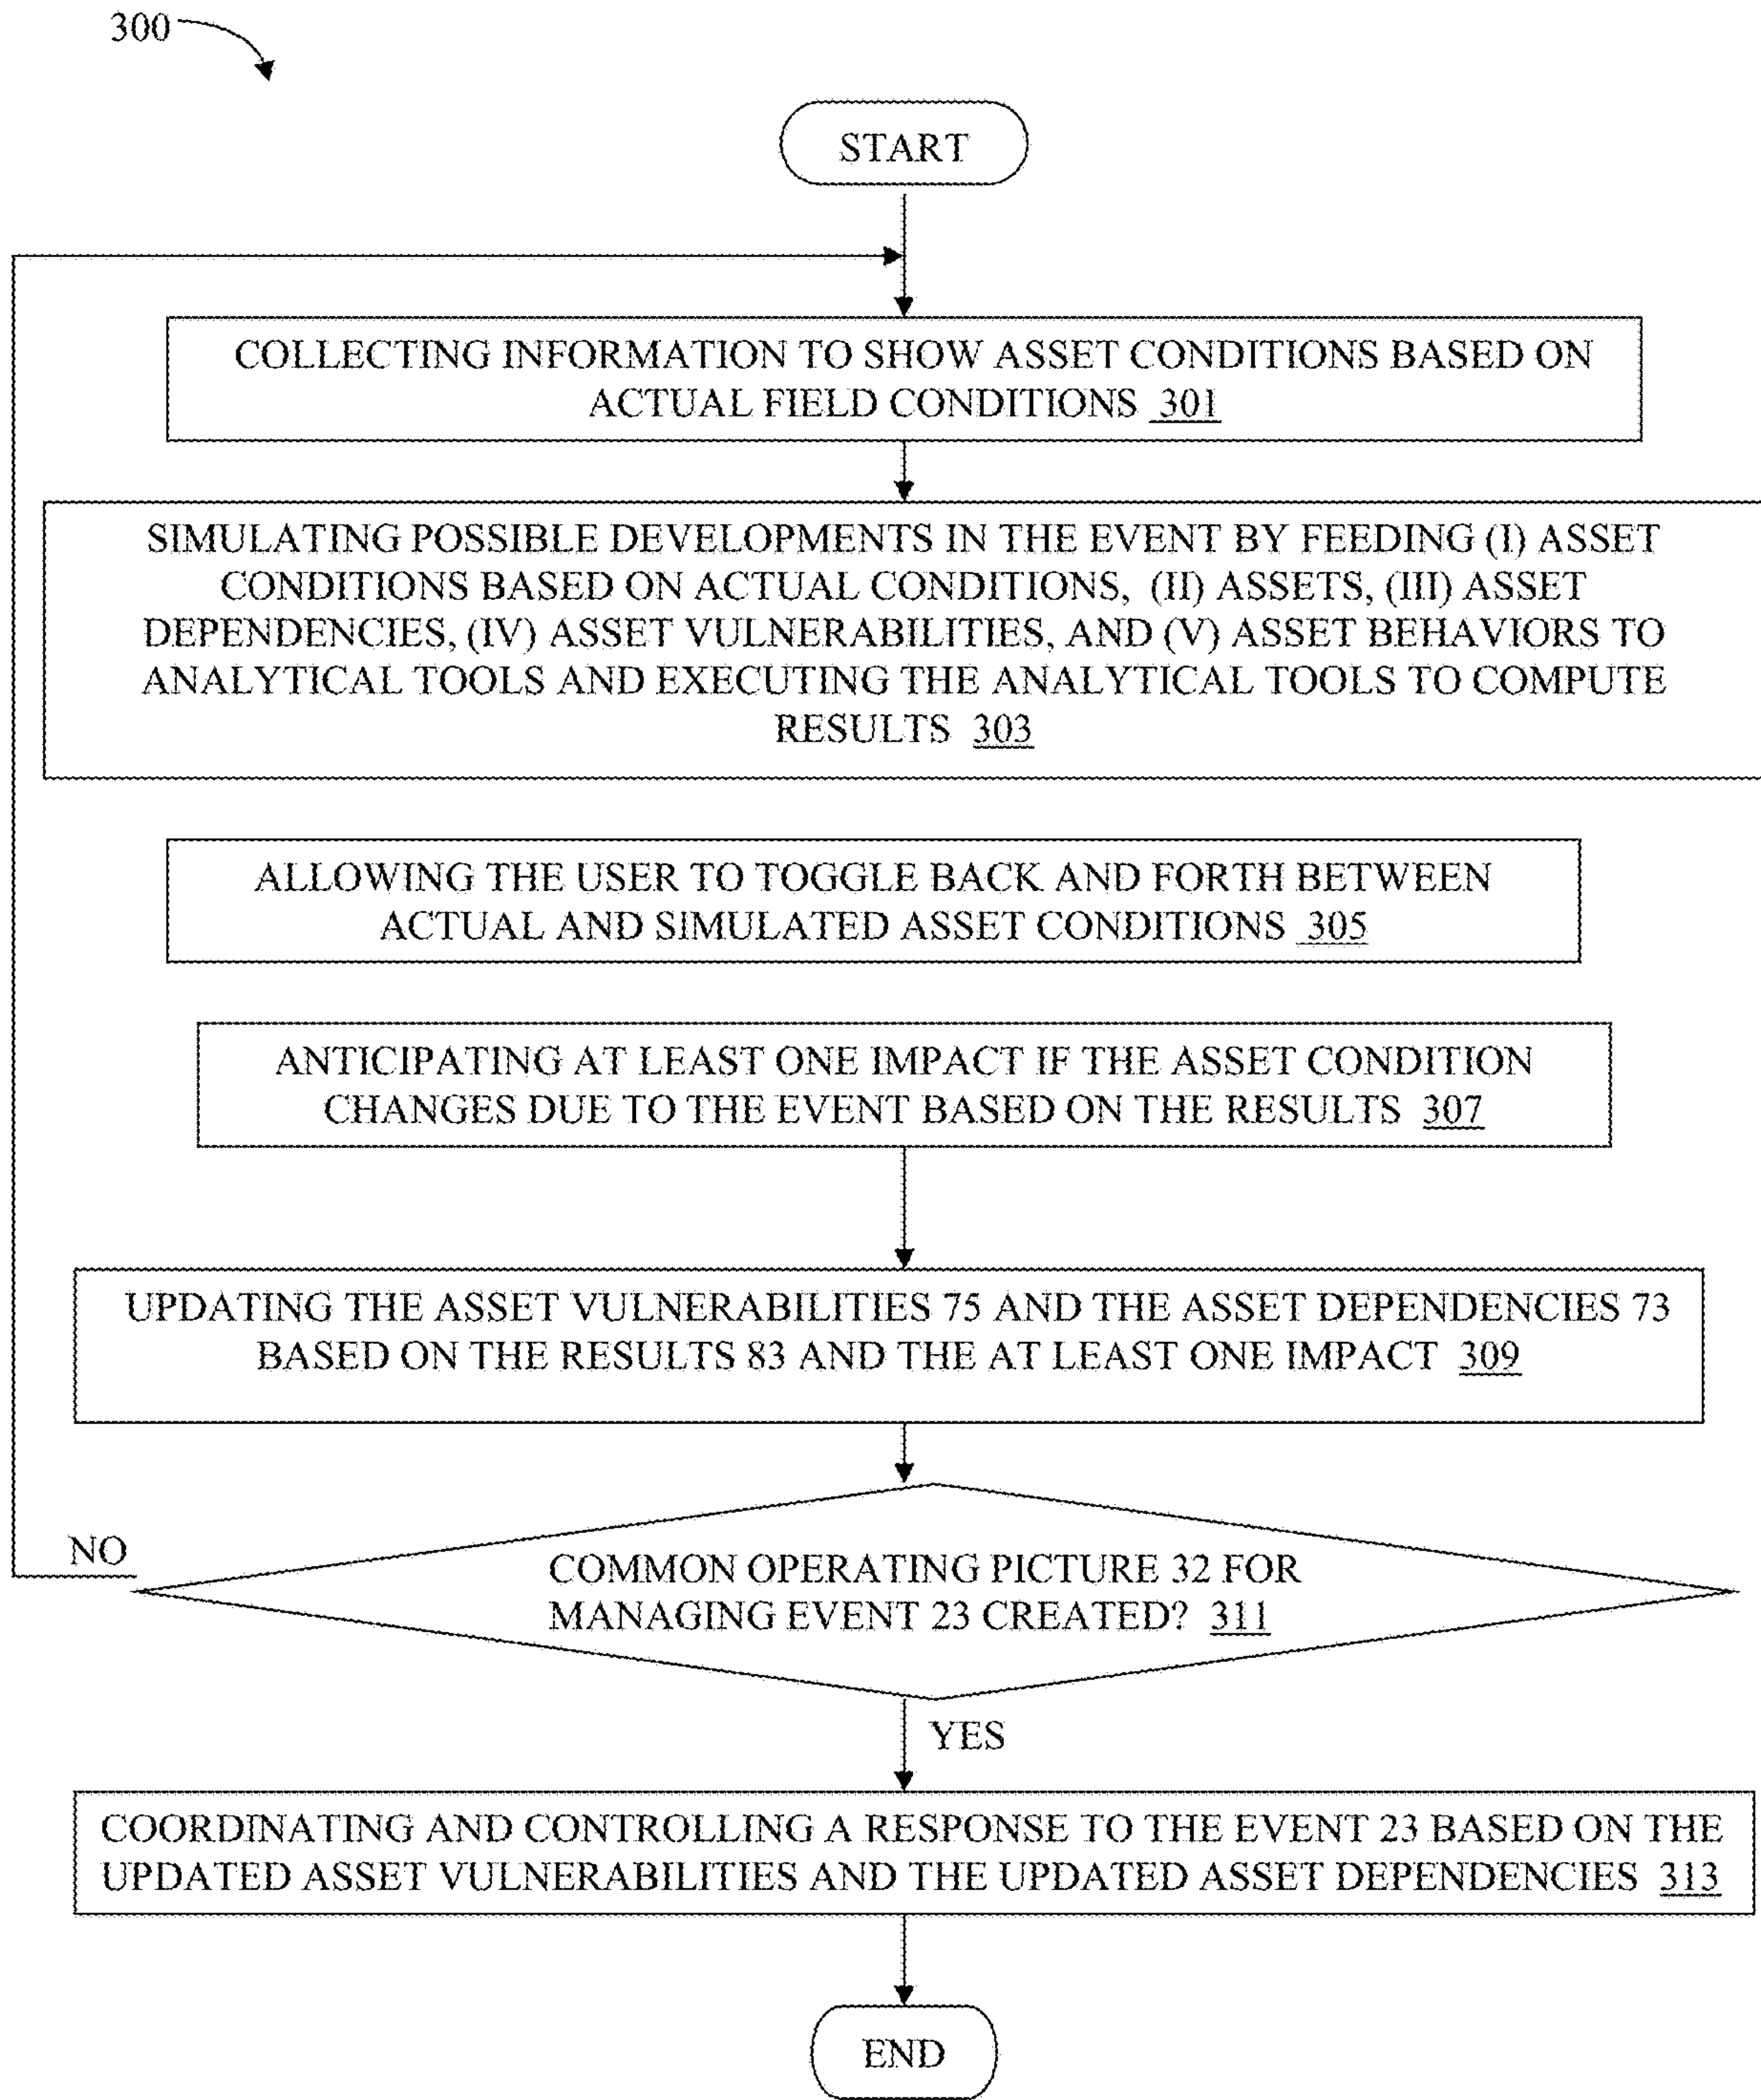 300
START
COLLECTING INFORMATION TO SHOW ASSET CONDITIONS BASED ON
ACTUAL FIELD CONDITIONS 301
SIMULATING POSSIBLE DEVELOPMENTS IN THE EVENT BY FEEDING (I) ASSET
CONDITIONS BASED ON ACTUAL CONDITIONS, (II) ASSETS, (III) ASSET
DEPENDENCIES, (IV) ASSET VULNERABILITIES, AND (V) ASSET BEHAVIORS TO
ANALYTICAL TOOLS AND EXECUTING THE ANALYTICAL TOOLS TO COMPUTE
RESULTS 303
ALLOWING THE USER TO TOGGLE BACK AND FORTH BETWEEN
ACTUAL AND SIMULATED ASSET CONDITIONS 305
ANTICIPATING AT LEAST ONE IMPACT IF THE ASSET CONDITION
CHANGES DUE TO THE EVENT BASED ON THE RESULTS 307
UPDATING THE ASSET VULNERABILITIES 75 AND THE ASSET DEPENDENCIES 73
BASED ON THE RESULTS 83 AND THE AT LEAST ONE IMPACT 309
NO
COMMON OPERATING PICTURE 32 FOR
MANAGING EVENT 23 CREATED? 311
YES
COORDINATING AND CONTROLLING A RESPONSE TO THE EVENT 23 BASED ON THE
UPDATED ASSET VULNERABILITIES AND THE UPDATED ASSET DEPENDENCIES 313
END